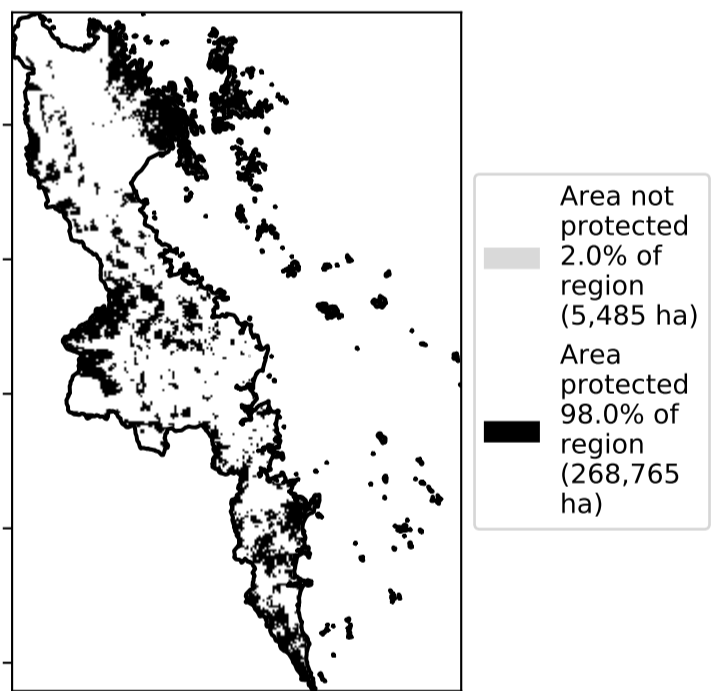 Area not
protected
2.0% of
region
(5,485 ha)
Area
protected
98.0% of
region
(268,765
ha)